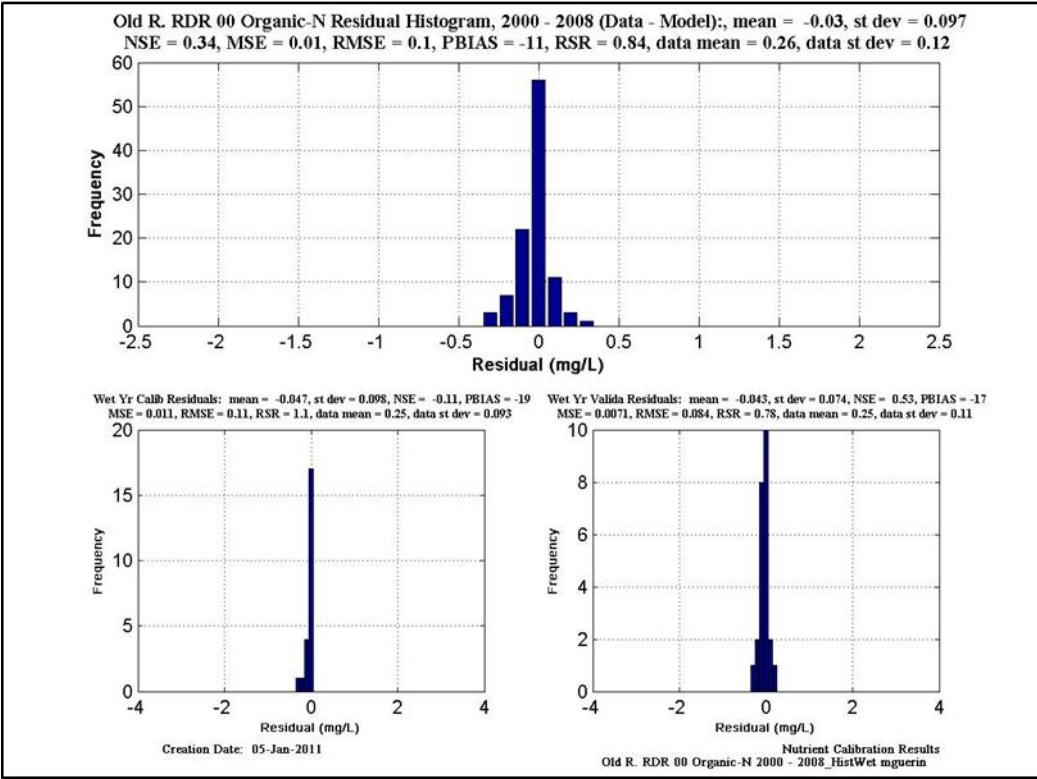 Old R. RDR 00 Organic-N Residual Histogram, 2000 - 2008 (Data - Model):, mean = -0.03, st dev = 0.097
NSE = 0.34, MSE = 0.01, RMSE = 0.1, PBIAS = -11, RSR = 0.84, data mean = 0.26, data st dev = 0.12
60
50
40
30
20
10
0
Frequency
-2.5 -2 -1.5 -1 -0.5 0 0.5 1 1.5 2 2.5
Residual (mg/L)
Wet Yr Calib Residuals: mean = -0.047, st dev = 0.098, NSE = -0.11, PBIAS = -19
MSE = 0.011, RMSE = 0.11, RSR = 1.1, data mean = 0.25, data st dev = 0.093
20
15
10
5
0
Frequency
-4 -2 0 2 4
Residual (mg/L)
Creation Date: 05-Jan-2011
Wet Yr Valida Residuals: mean = -0.043, st dev = 0.074, NSE = 0.53, PBIAS = -17
MSE = 0.0071, RMSE = 0.084, RSR = 0.78, data mean = 0.25, data st dev = 0.11
10
8
6
4
2
0
Frequency
-4 -2 0 2 4
Residual (mg/L)
Nutrient Calibration Results
Old R. RDR 00 Organic-N 2000 - 2008_HistWet mguerin